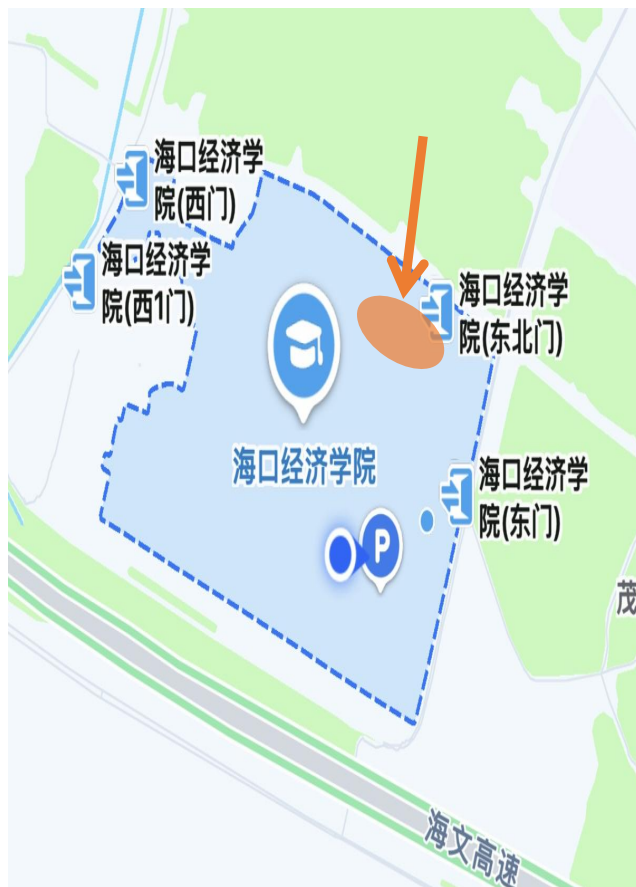 海口经济学
院(西门)
海口经济学
院(西1门)
海口经济学
院(东北门)
海口经济学院
海口经济学
院(东门)
P
茂
海文高速